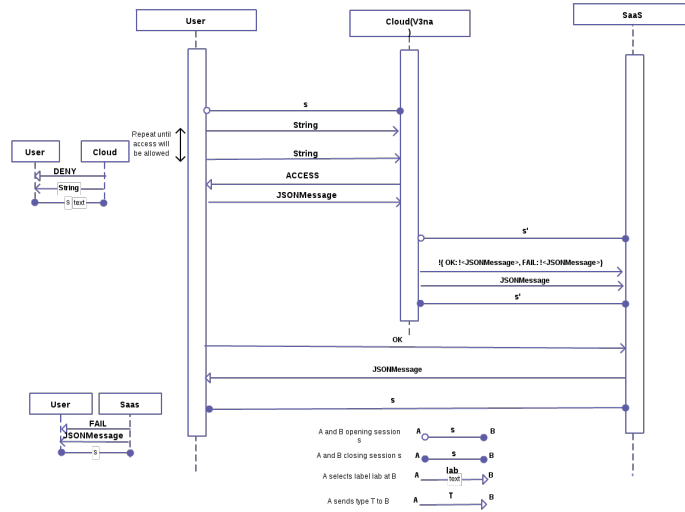 User
Cloud(V3na
)
SaaS
s
String
Repeat until
access will
be allowed
User
Cloud
String
DENY
ACCESS
String
JSONMessage
s text
s'
!{ OK: !<JSONMessage>, FAIL: !<JSONMessage>}
JSONMessage
s'
OK
JSONMessage
User
Saas
s
FAIL
JSONMessage
s
A and B opening session
s
A s B
A and B closing session s
A s B
A selects label lab at B
A lab B
text
A sends type T to B
A T B